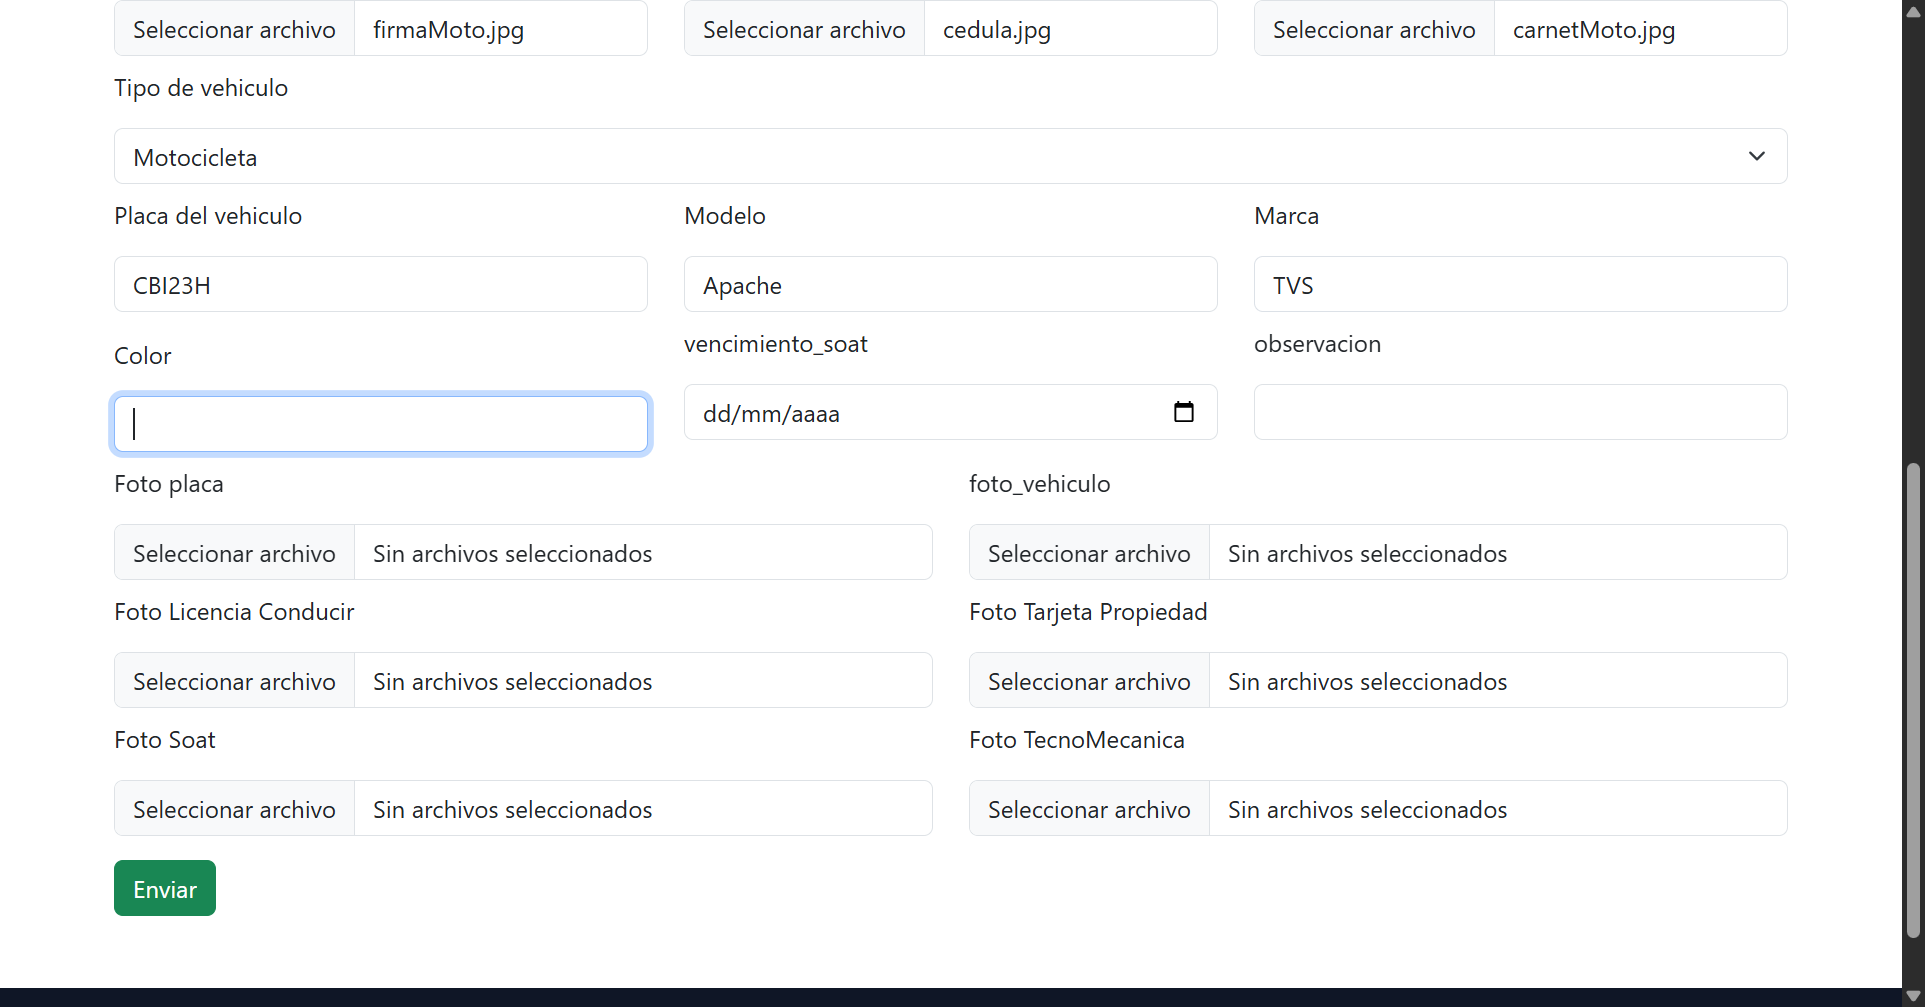 Seleccionar archivo firmaMoto.jpg Seleccionar archivo cedula.jpg Seleccionar archivo carnetMoto.jpg
Tipo de vehiculo
Motocicleta
Placa del vehiculo Modelo Marca
CBI23H Apache TVS
Color vencimiento_soat observacion
dd/mm/aaaa
Foto placa foto_vehiculo
Seleccionar archivo Sin archivos seleccionados Seleccionar archivo Sin archivos seleccionados
Foto Licencia Conducir Foto Tarjeta Propiedad
Seleccionar archivo Sin archivos seleccionados Seleccionar archivo Sin archivos seleccionados
Foto Soat Foto TecnoMecanica
Seleccionar archivo Sin archivos seleccionados Seleccionar archivo Sin archivos seleccionados
Enviar